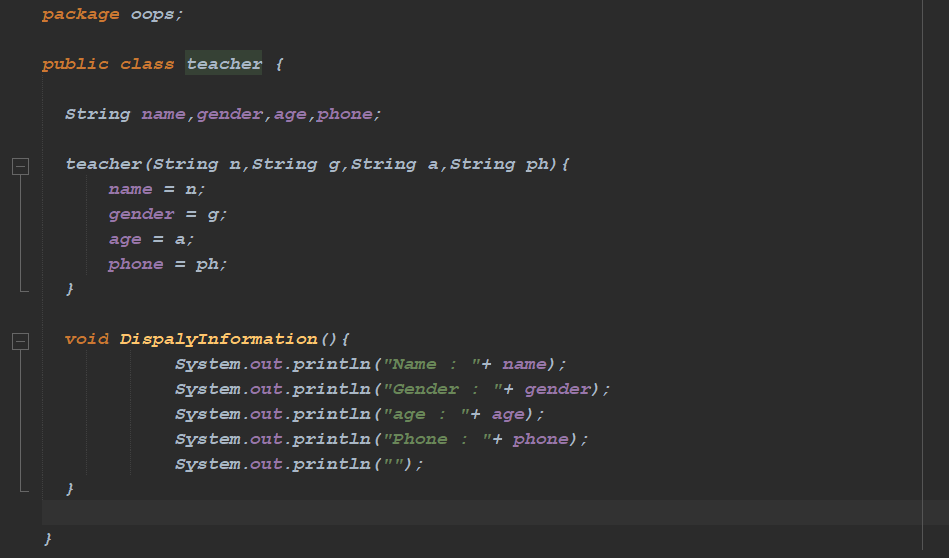 package oops;
public class teacher {
String name,gender,age,phone;
teacher(String n,String g,String a,String ph){
name = n;
gender = g;
age = a;
phone = ph;
}
void DispalyInformation(){
System.out.println("Name : "+ name);
System.out.println("Gender : "+ gender);
System.out.println("age : "+ age);
System.out.println("Phone : "+ phone);
System.out.println("");
}
}